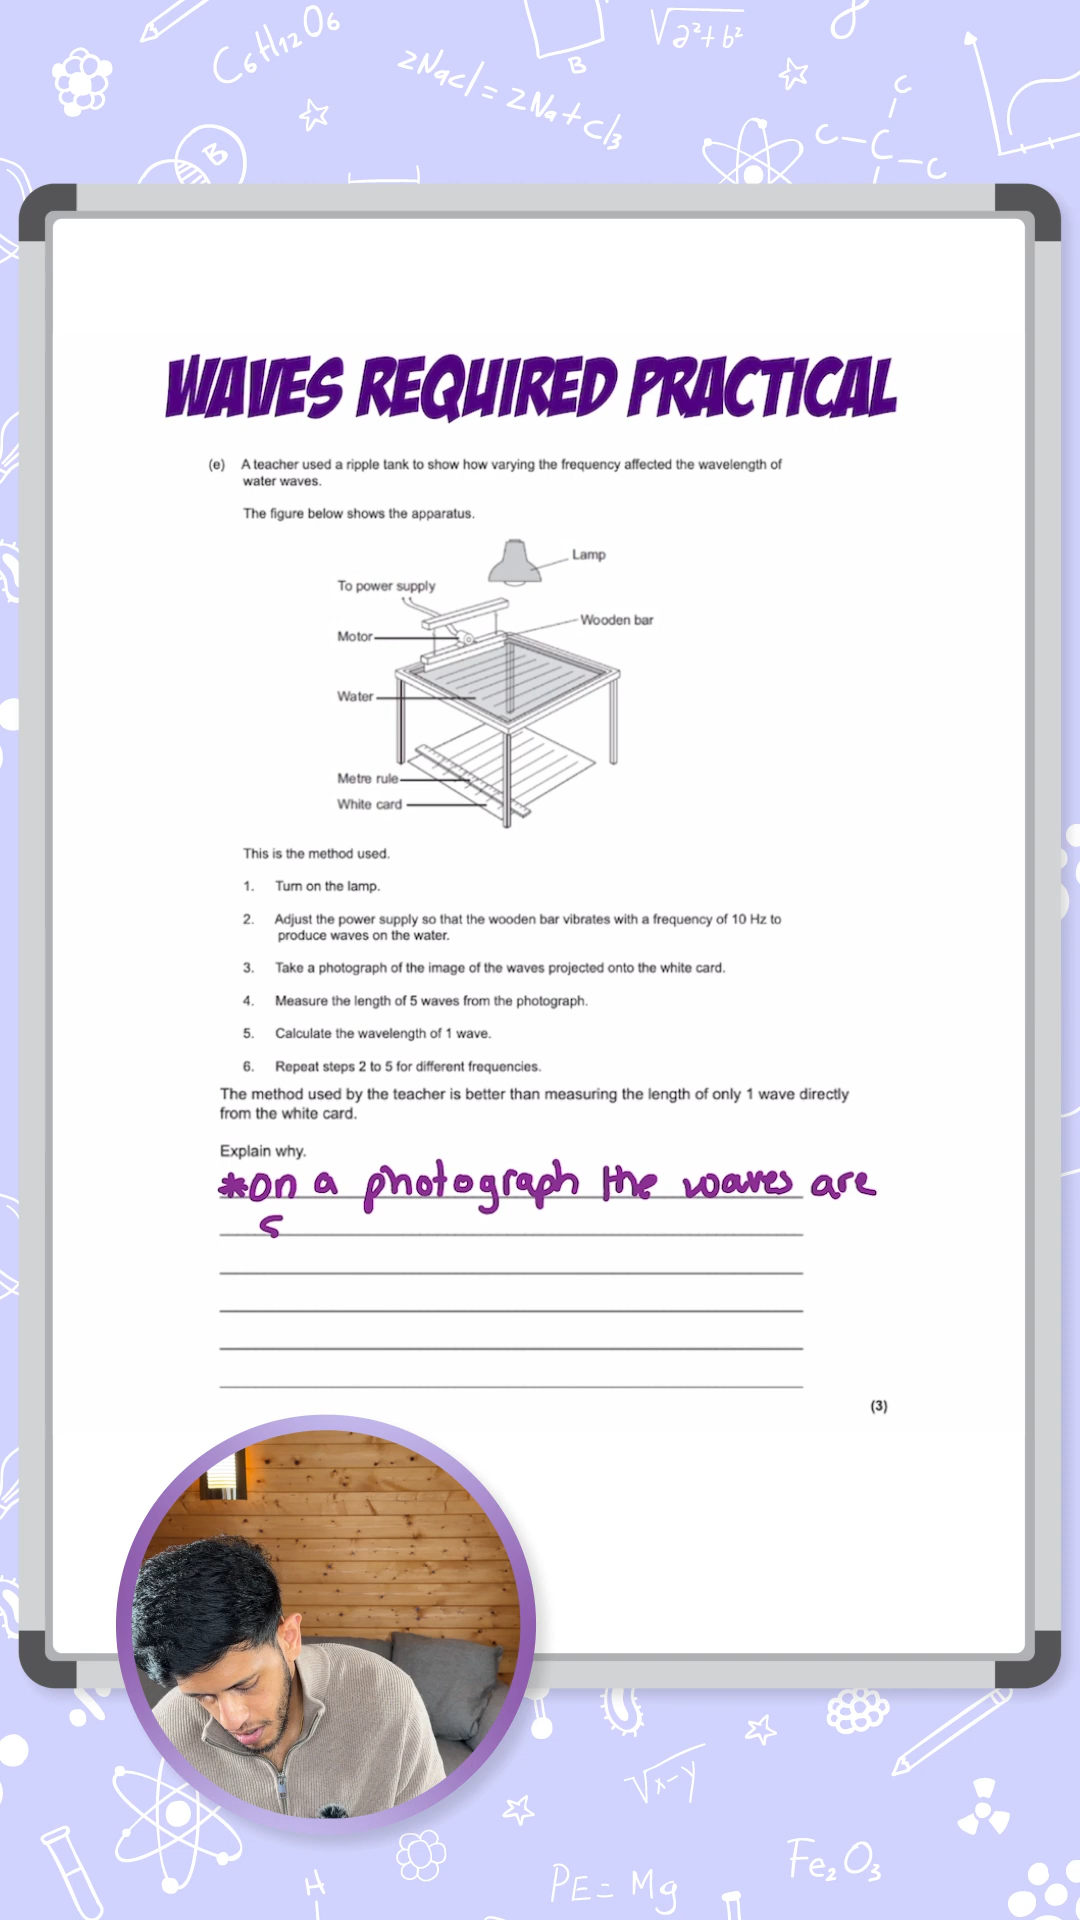 C6H12O6
2Nacl = 2Na + Cl3
B
√a²+b²
C
C-C-C
B
WAVES REQUIRED PRACTICAL
(e) A teacher used a ripple tank to show how varying the frequency affected the wavelength of
water waves.
The figure below shows the apparatus.
Lamp
To power supply
Wooden bar
Motor
Water
Metre rule
White card
This is the method used.
1. Turn on the lamp.
2. Adjust the power supply so that the wooden bar vibrates with a frequency of 10 Hz to
produce waves on the water.
3. Take a photograph of the image of the waves projected onto the white card.
4. Measure the length of 5 waves from the photograph.
5. Calculate the wavelength of 1 wave.
6. Repeat steps 2 to 5 for different frequencies.
The method used by the teacher is better than measuring the length of only 1 wave directly
from the white card.
Explain why.
*on a photograph the waves are
s
(3)
√x-y
Fe2O3
H
PE = Mg